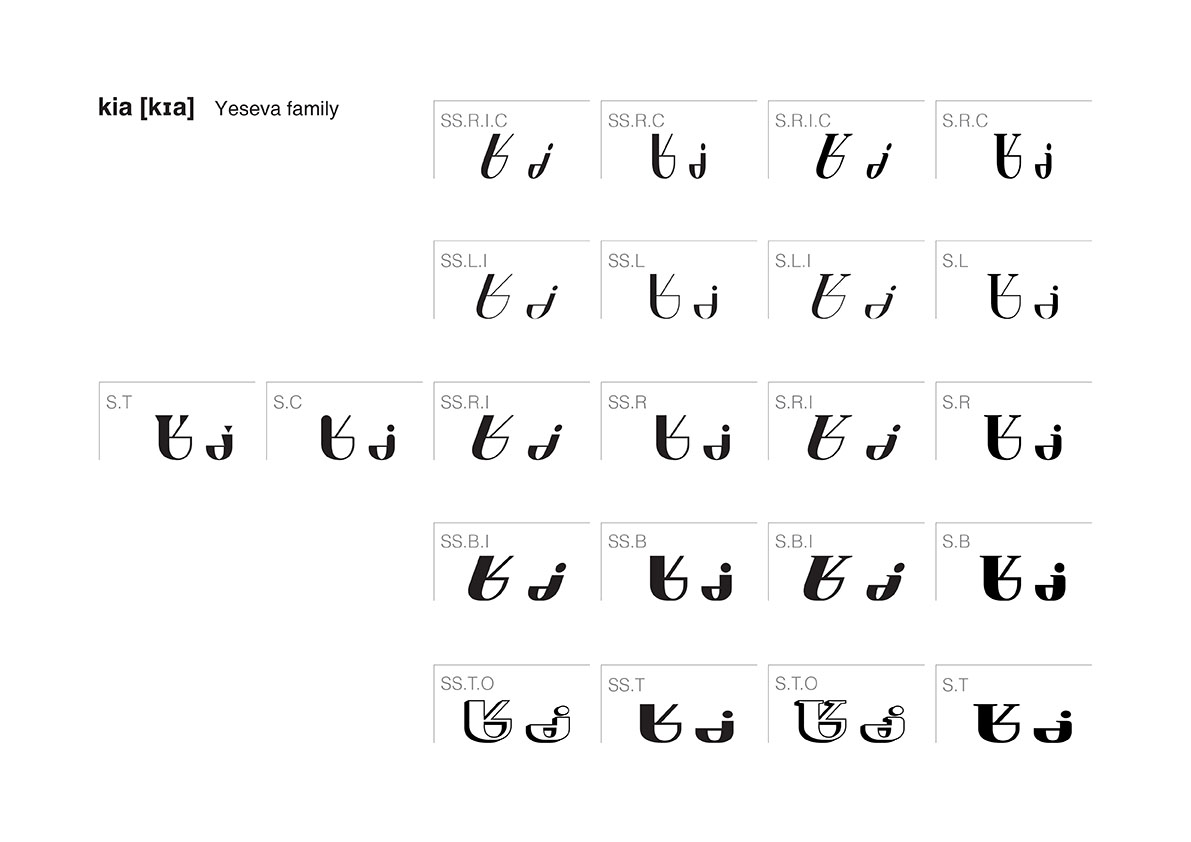 kia [kɪa] Yeseva family
SS.R.I.C SS.R.C S.R.I.C S.R.C
SS.L.I SS.L S.L.I S.L
S.T S.C SS.R.I SS.R S.R.I S.R
SS.B.I SS.B S.B.I S.B
SS.T.O SS.T S.T.O S.T